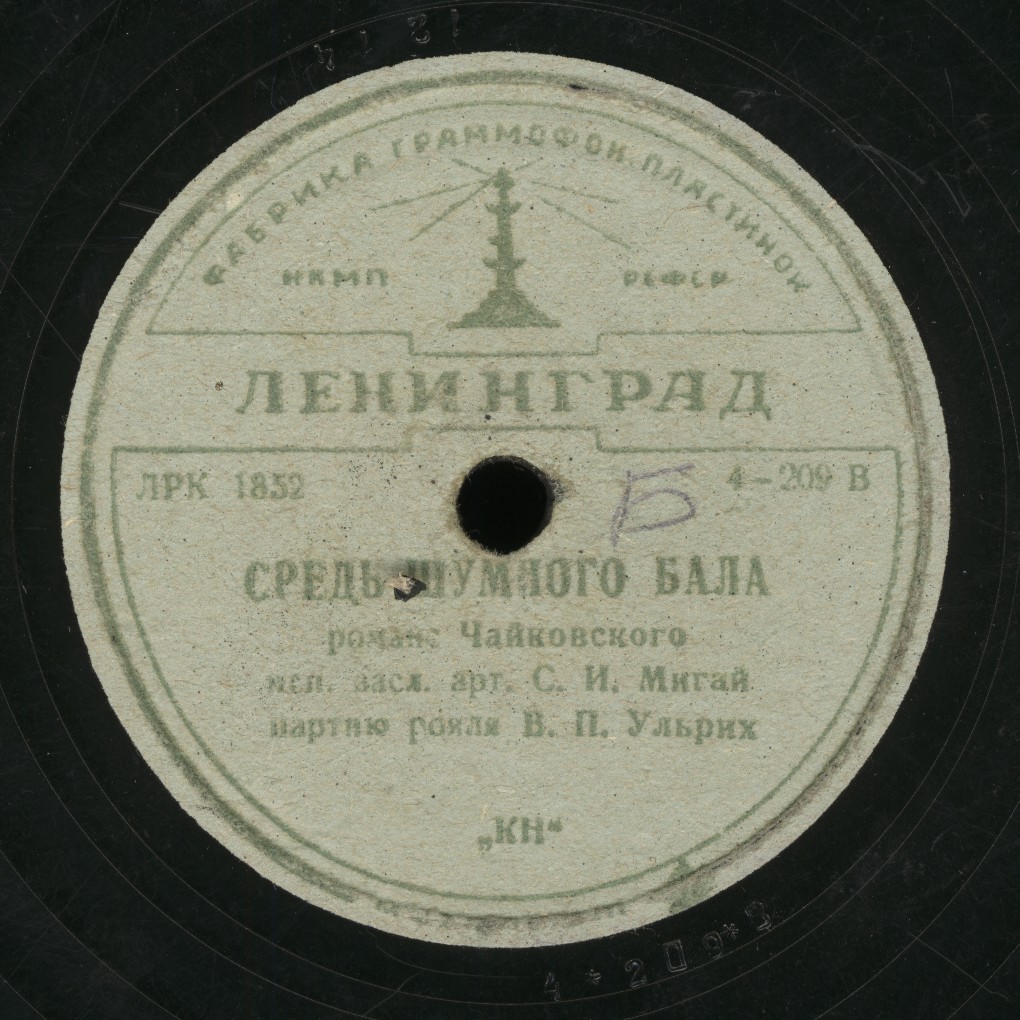 ФАБРИКА ГРАММОФОН. ПЛАСТИНОК
НКМП РСФСР
ЛЕНИНГРАД
ЛРК 1832
4-209 В
Б
СРЕДЬ ШУМНОГО БАЛА
романс Чайковского
исп. засл. арт. С. И. Мигай
партию рояля В. П. Ульрих
„КН“
4*209*3